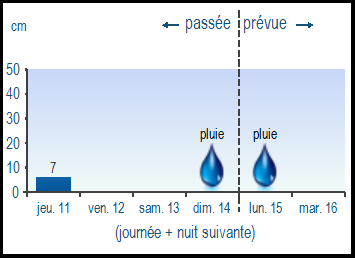 ← passée prévue →
cm
50
40
30
20
10
0
7
pluie pluie
jeu. 11 ven. 12 sam. 13 dim. 14 lun. 15 mar. 16
(journée + nuit suivante)